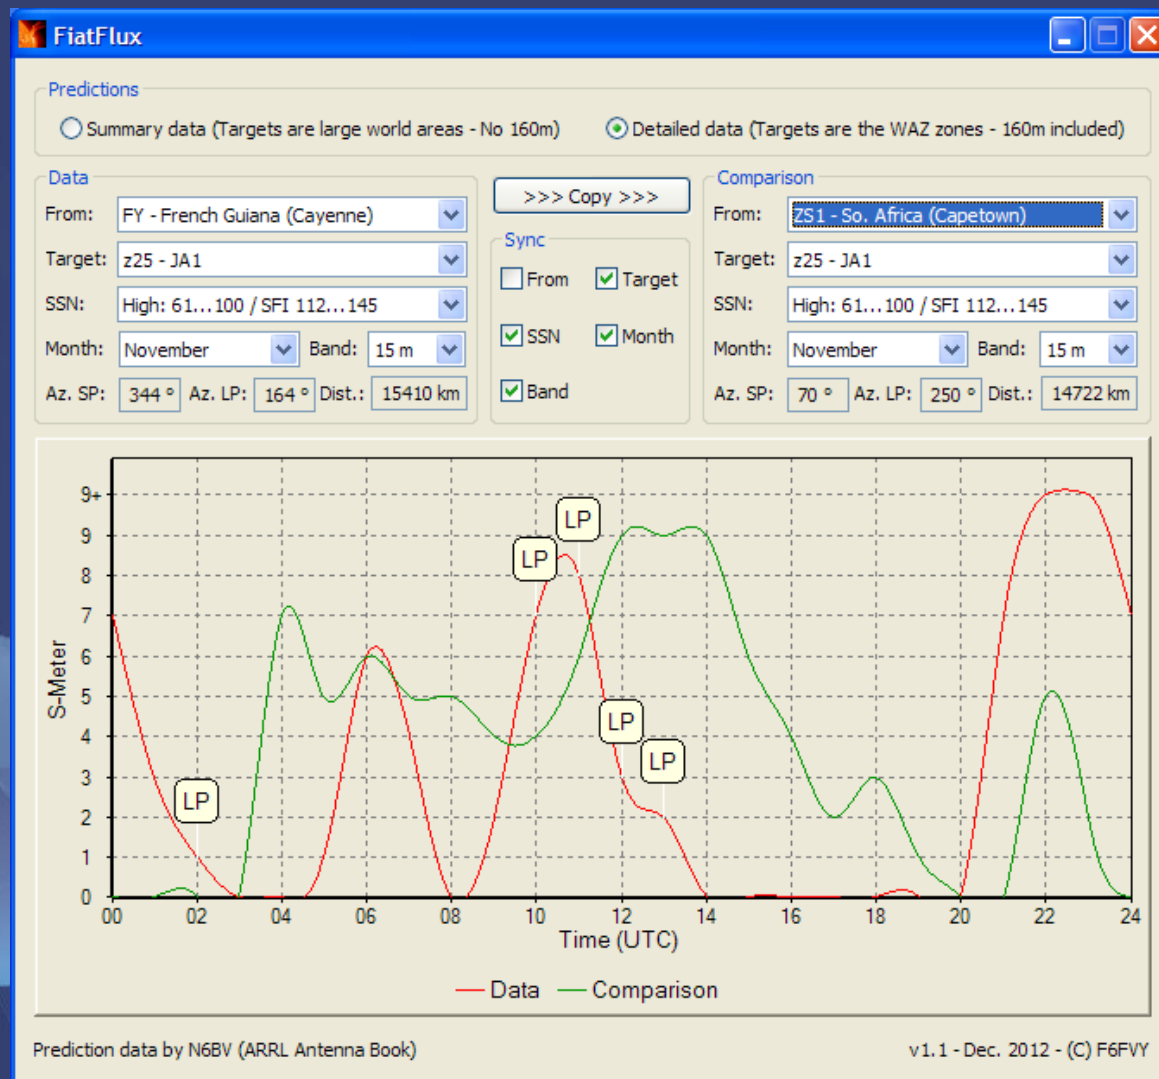 FiatFlux
Predictions
Summary data (Targets are large world areas - No 160m)
Detailed data (Targets are the WAZ zones - 160m included)
Data
From: FY - French Guiana (Cayenne)
Target: z25 - JA1
SSN: High: 61...100 / SFI 112...145
Month: November Band: 15 m
Az. SP: 344 º Az. LP: 164 º Dist.: 15410 km
>>> Copy >>>
Sync
From Target
SSN Month
Band
Comparison
From: ZS1 - So. Africa (Capetown)
Target: z25 - JA1
SSN: High: 61...100 / SFI 112...145
Month: November Band: 15 m
Az. SP: 70 º Az. LP: 250 º Dist.: 14722 km
S-Meter
9+
9
8
7
6
5
4
3
2
1
0
LP
LP
LP
LP
LP
00 02 04 06 08 10 12 14 16 18 20 22 24
Time (UTC)
Data Comparison
Prediction data by N6BV (ARRL Antenna Book)
v1.1 - Dec. 2012 - (C) F6FVY